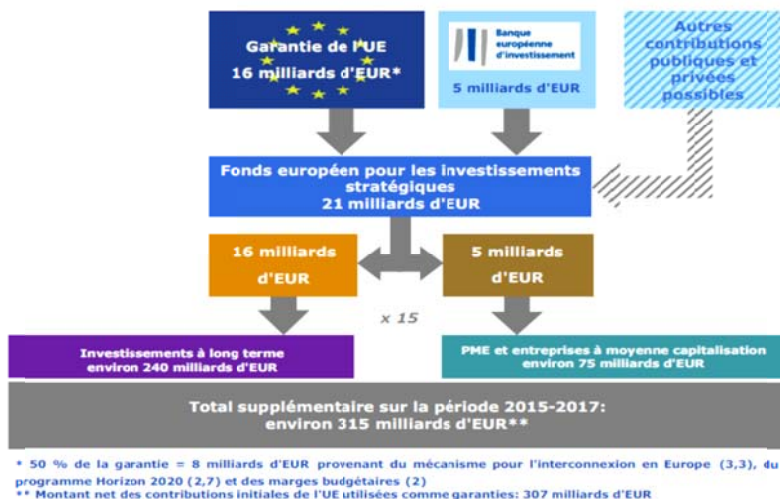 Garantie de l'UE
16 milliards d'EUR*
Banque
européenne
d'investissement
5 milliards d'EUR
Autres
contributions
publiques et
privées
possibles
Fonds européen pour les investissements
stratégiques
21 milliards d'EUR
16 milliards
d'EUR
5 milliards
d'EUR
x 15
Investissements à long terme
environ 240 milliards d'EUR
PME et entreprises à moyenne capitalisation
environ 75 milliards d'EUR
Total supplémentaire sur la période 2015-2017:
environ 315 milliards d'EUR**
* 50 % de la garantie = 8 milliards d'EUR provenant du mécanisme pour l'interconnexion en Europe (3,3), du
programme Horizon 2020 (2,7) et des marges budgétaires (2)
** Montant net des contributions initiales de l'UE utilisées comme garanties: 307 milliards d'EUR